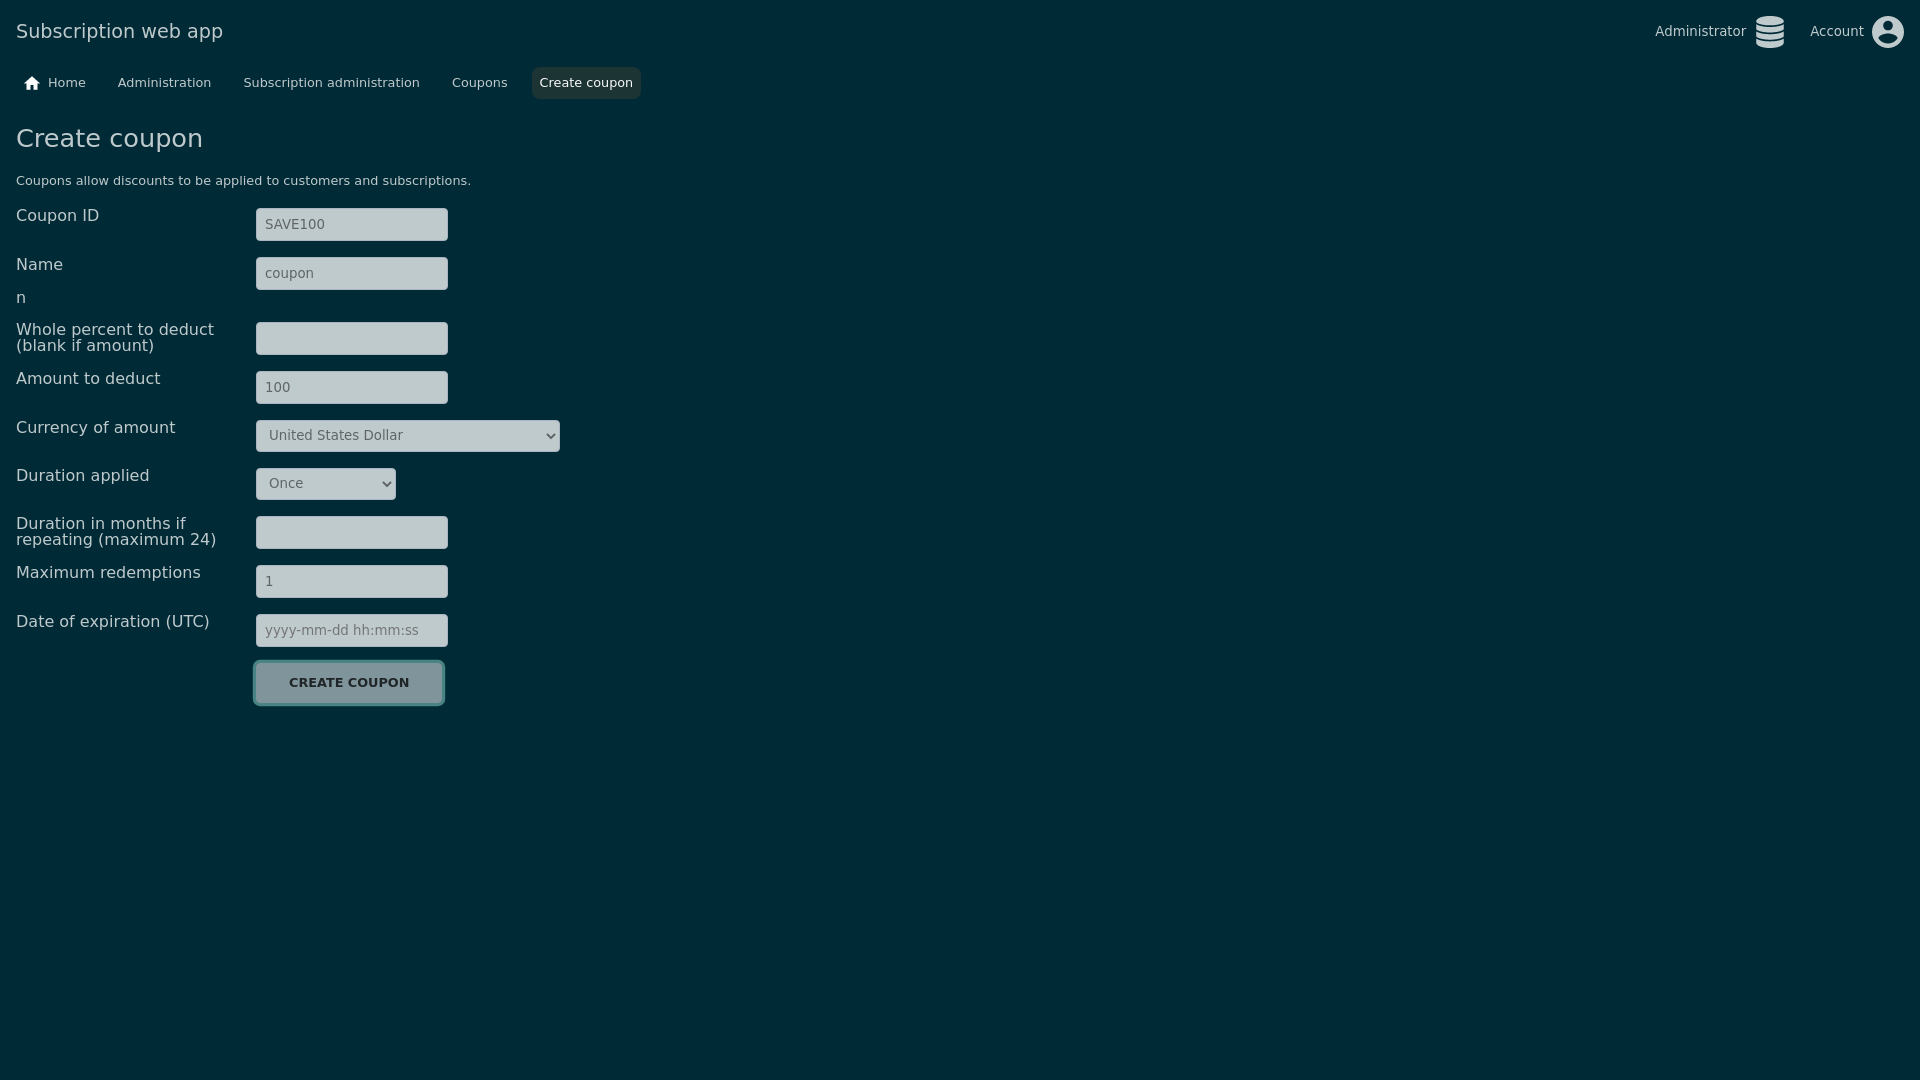 Subscription web app
Administrator
Account
Home
Administration
Subscription administration
Coupons
Create coupon
Create coupon
Coupons allow discounts to be applied to customers and subscriptions.
Coupon ID
SAVE100
Name
coupon
n
Whole percent to deduct
(blank if amount)
Amount to deduct
100
Currency of amount
United States Dollar
Duration applied
Once
Duration in months if
repeating (maximum 24)
Maximum redemptions
1
Date of expiration (UTC)
yyyy-mm-dd hh:mm:ss
CREATE COUPON